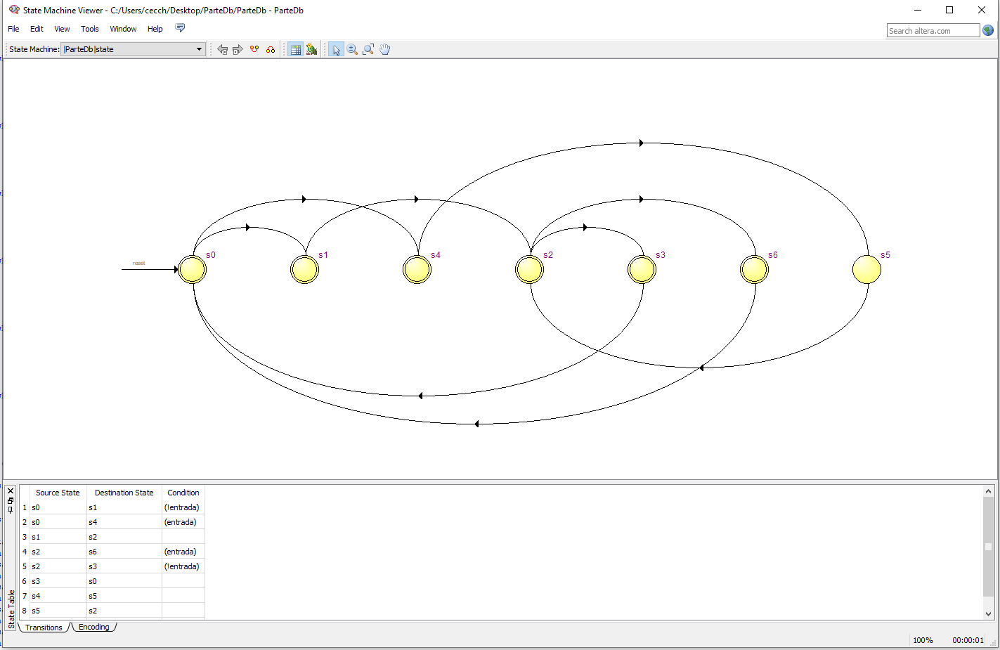 State Machine Viewer - C:/Users/cecch/Desktop/ParteDb/ParteDb - ParteDb
File Edit View Tools Window Help
Search altera.com
State Machine: |ParteDb|state
reset
s0 s1 s4 s2 s3 s6 s5
Source State Destination State Condition
1 s0 s1 (!entrada)
2 s0 s4 (entrada)
3 s1 s2
4 s2 s6 (entrada)
5 s2 s3 (!entrada)
6 s3 s0
7 s4 s5
8 s5 s2
State Table
Transitions Encoding
100% 00:00:01